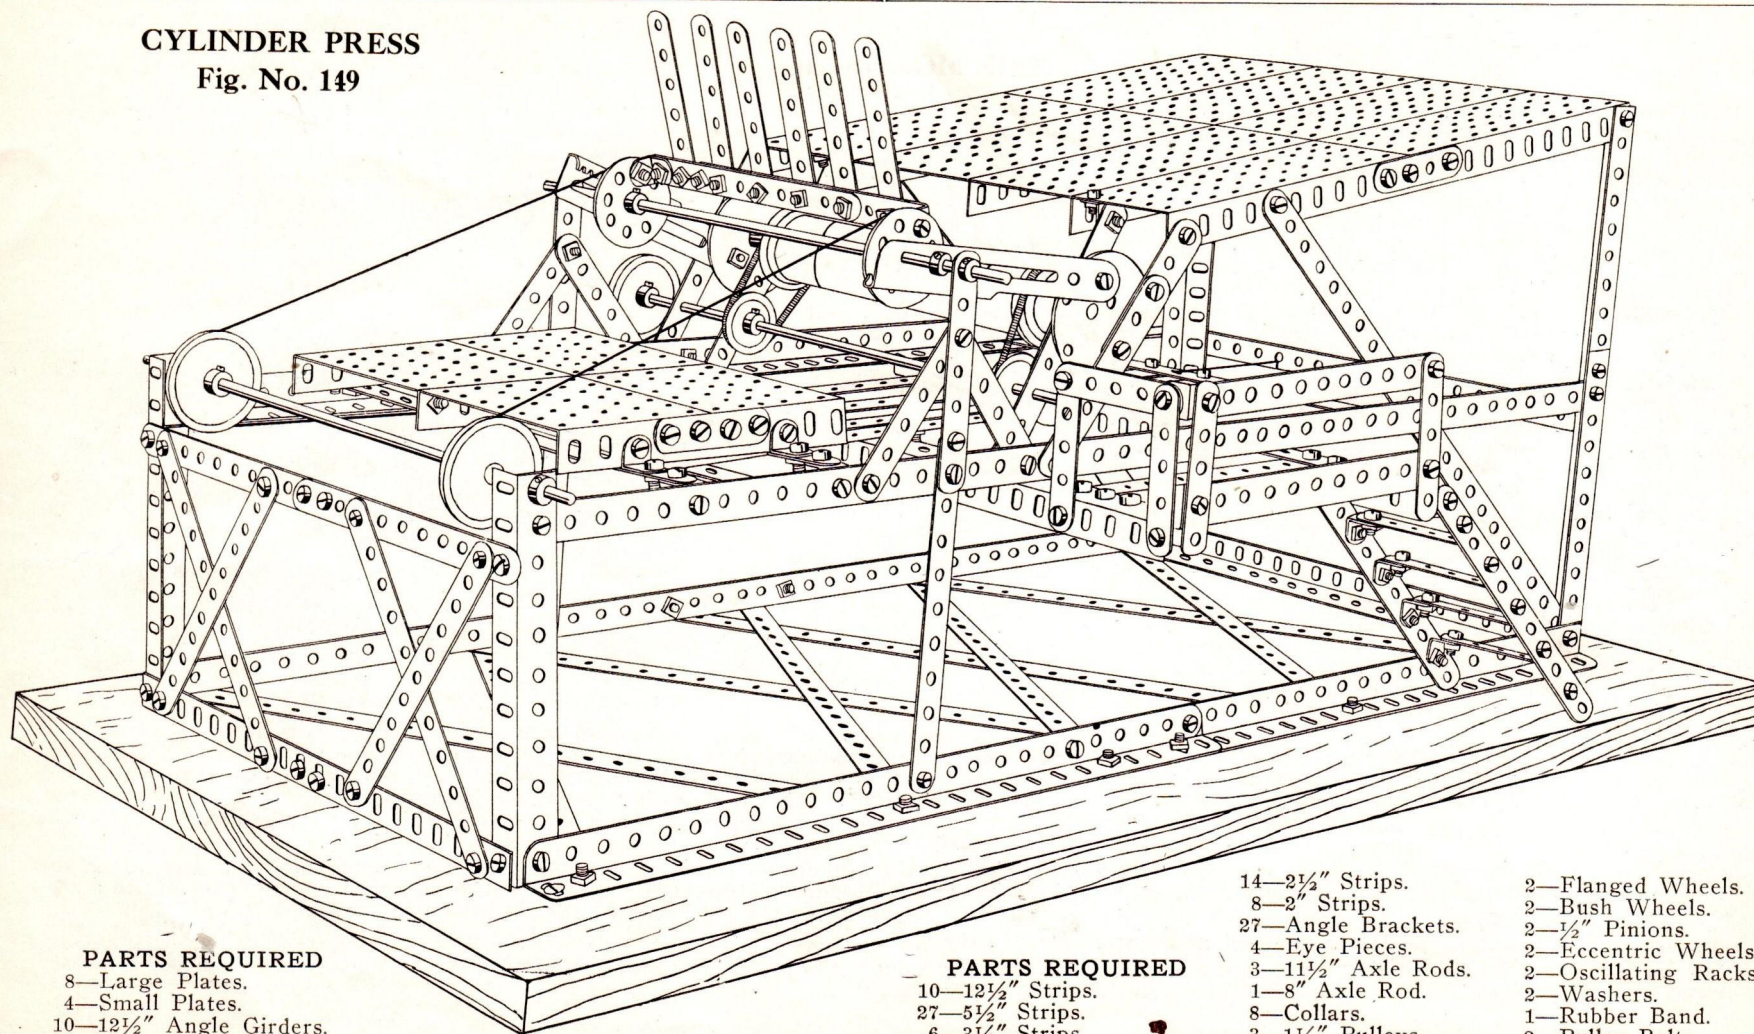 CYLINDER PRESS
Fig. No. 149
PARTS REQUIRED
8—Large Plates.
4—Small Plates.
10—12½″ Angle Girders.
PARTS REQUIRED
10—12½″ Strips.
27—5½″ Strips.
Strips.
14—2½″ Strips.
8—2″ Strips.
27—Angle Brackets.
4—Eye Pieces.
3—11½″ Axle Rods.
1—8″ Axle Rod.
8—Collars.
Pulleys.
2—Flanged Wheels.
2—Bush Wheels.
2—½″ Pinions.
2—Eccentric Wheels
2—Oscillating Racks
2—Washers.
1—Rubber Band.